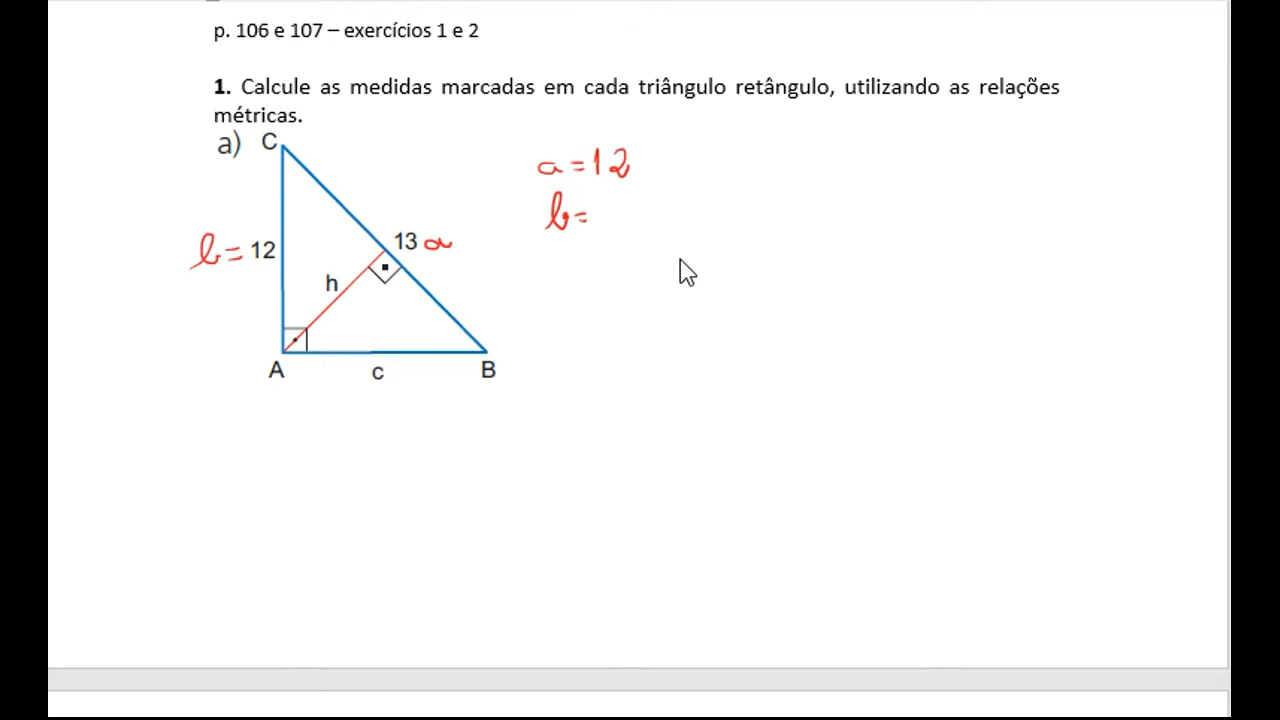 p. 106 e 107 – exercícios 1 e 2
1. Calcule as medidas marcadas em cada triângulo retângulo, utilizando as relações
métricas.
a) C
a = 12
b =
b = 12
13 a
h
A
c
B